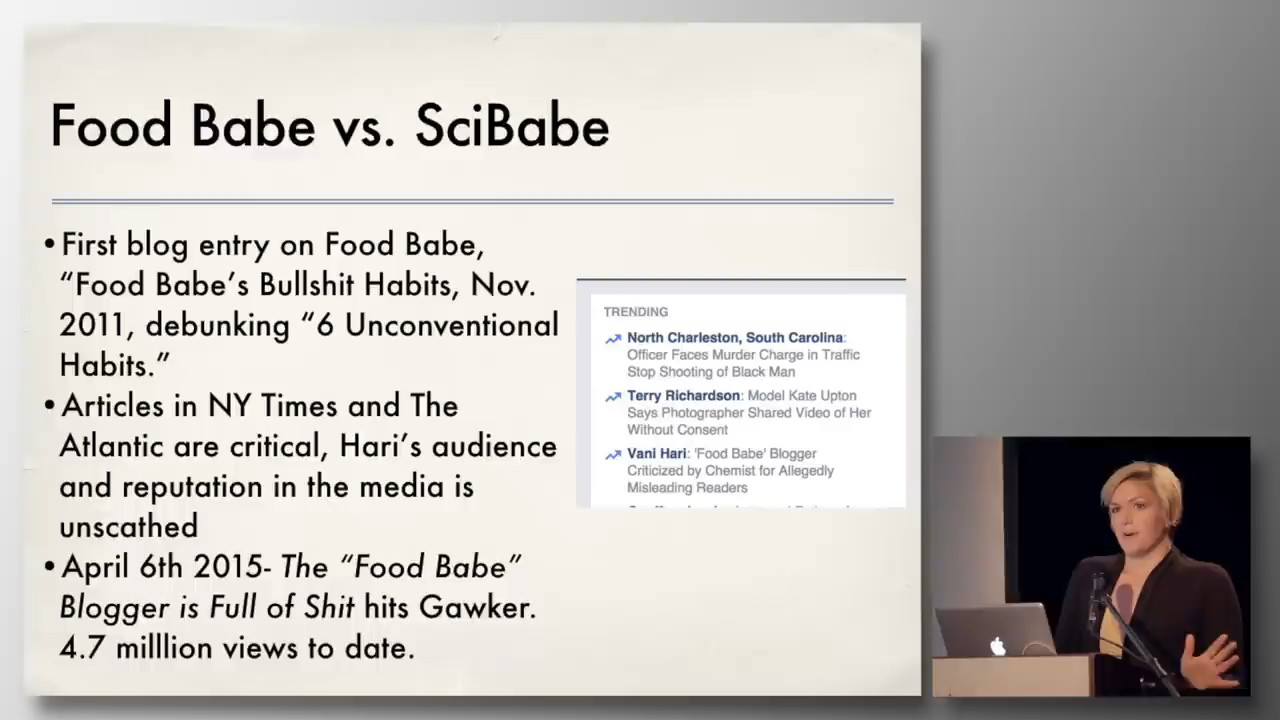 Food Babe vs. SciBabe
•First blog entry on Food Babe,
“Food Babe’s Bullshit Habits, Nov.
2011, debunking “6 Unconventional
Habits.”
•Articles in NY Times and The
Atlantic are critical, Hari’s audience
and reputation in the media is
unscathed
•April 6th 2015- The “Food Babe”
Blogger is Full of Shit hits Gawker.
4.7 milllion views to date.
TRENDING
North Charleston, South Carolina:
Officer Faces Murder Charge in Traffic
Stop Shooting of Black Man
Terry Richardson: Model Kate Upton
Says Photographer Shared Video of Her
Without Consent
Vani Hari: 'Food Babe' Blogger
Criticized by Chemist for Allegedly
Misleading Readers